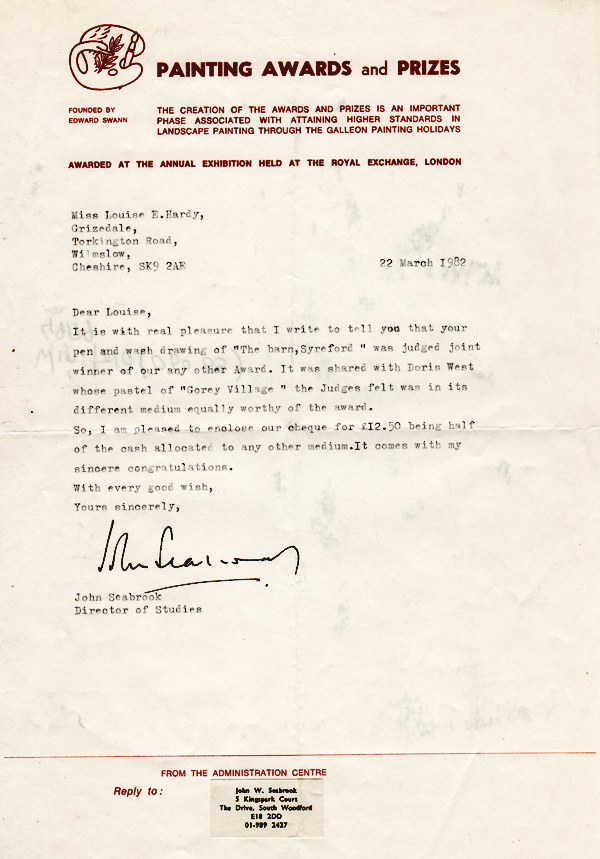 PAINTING AWARDS and PRIZES
FOUNDED BY
EDWARD SWANN
THE CREATION OF THE AWARDS AND PRIZES IS AN IMPORTANT
PHASE ASSOCIATED WITH ATTAINING HIGHER STANDARDS IN
LANDSCAPE PAINTING THROUGH THE GALLEON PAINTING HOLIDAYS
AWARDED AT THE ANNUAL EXHIBITION HELD AT THE ROYAL EXCHANGE, LONDON
Miss Louise E.Hardy,
Grizedale,
Torkington Road,
Wilmslow,
Cheshire, SK9 2AE
22 March 1982
Dear Louise,
It is with real pleasure that I write to tell you that your
pen and wash drawing of "The barn,Syreford " was judged joint
winner of our any other Award. It was shared with Doris West
whose pastel of "Gorey Village " the Judges felt was in its
different medium equally worthy of the award.
So, I am pleased to enclose our cheque for £12.50 being half
of the cash allocated to any other medium.It comes with my
sincere congratulations.
With every good wish,
Yours sincerely,
John Seabrook
John Seabrook
Director of Studies
FROM THE ADMINISTRATION CENTRE
Reply to :
John W. Seabrook
5 Kingspark Court
The Drive, South Woodford
E18 2DD
01-989 2427